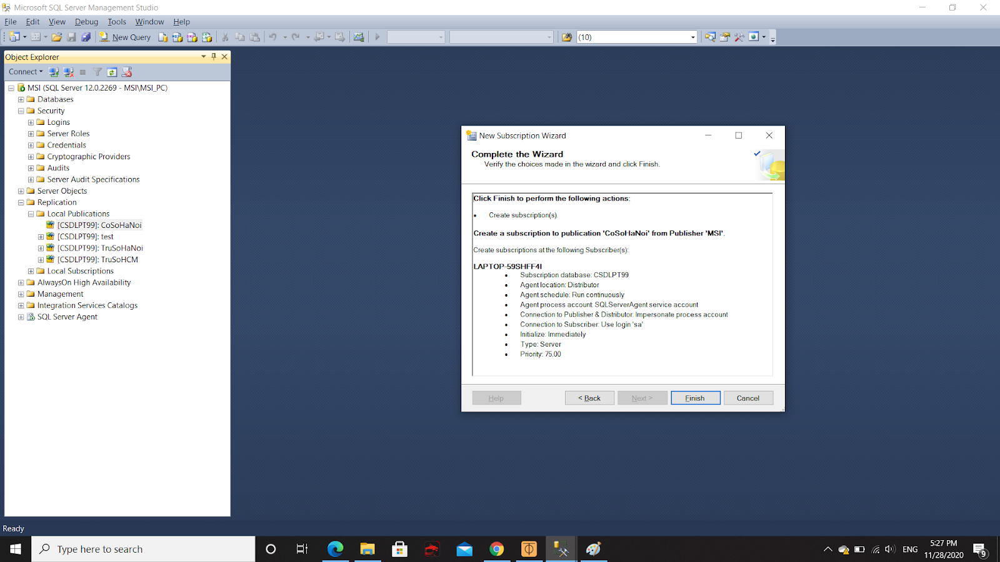 Microsoft SQL Server Management Studio
File Edit View Debug Tools Window Help
New Query (10)
Object Explorer
Connect
MSI (SQL Server 12.0.2269 - MSI\MSI_PC)
Databases
Security
Logins
Server Roles
Credentials
Cryptographic Providers
Audits
Server Audit Specifications
Server Objects
Replication
Local Publications
[CSDLPT99]: CoSoHaNoi
[CSDLPT99]: test
[CSDLPT99]: TruSoHaNoi
[CSDLPT99]: TruSoHCM
Local Subscriptions
AlwaysOn High Availability
Management
Integration Services Catalogs
SQL Server Agent
New Subscription Wizard
Complete the Wizard
Verify the choices made in the wizard and click Finish.
Click Finish to perform the following actions:
• Create subscription(s).
Create a subscription to publication 'CoSoHaNoi' from Publisher 'MSI'.
Create subscriptions at the following Subscriber(s):
LAPTOP-59SHFF4I
• Subscription database: CSDLPT99
• Agent location: Distributor
• Agent schedule: Run continuously
• Agent process account: SQLServerAgent service account
• Connection to Publisher & Distributor: Impersonate process account
• Connection to Subscriber: Use login 'sa'
• Initialize: Immediately
• Type: Server
• Priority: 75.00
Help < Back Next > Finish Cancel
Ready
Type here to search
ENG
5:27 PM
11/28/2020
9